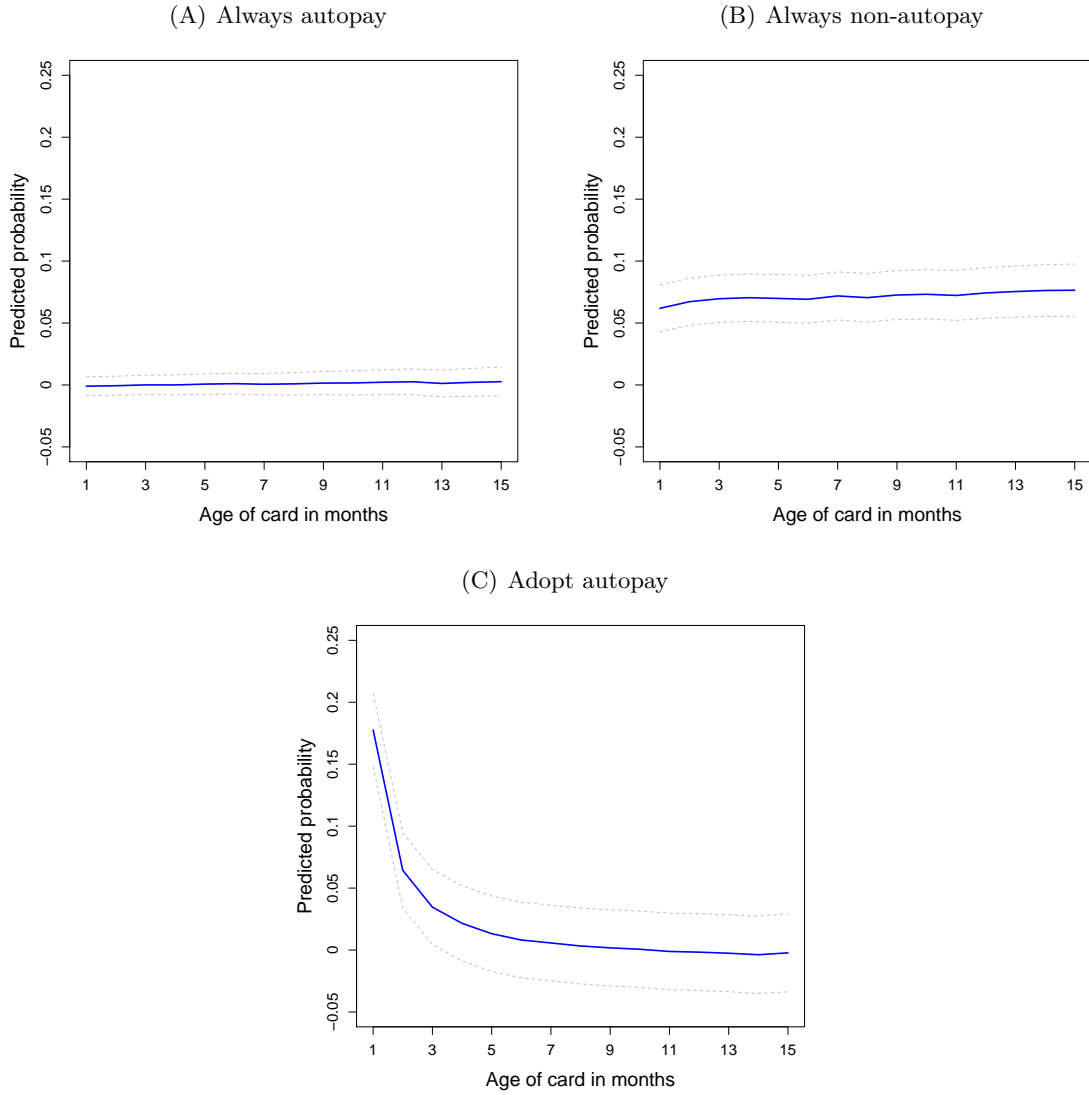 (A) Always autopay
0.25
0.2
0.15
0.1
0.05
0
−0.05
Predicted probability
1 3 5 7 9 11 13 15
Age of card in months
(B) Always non-autopay
0.25
0.2
0.15
0.1
0.05
0
−0.05
Predicted probability
1 3 5 7 9 11 13 15
Age of card in months
(C) Adopt autopay
0.25
0.2
0.15
0.1
0.05
0
−0.05
Predicted probability
1 3 5 7 9 11 13 15
Age of card in months